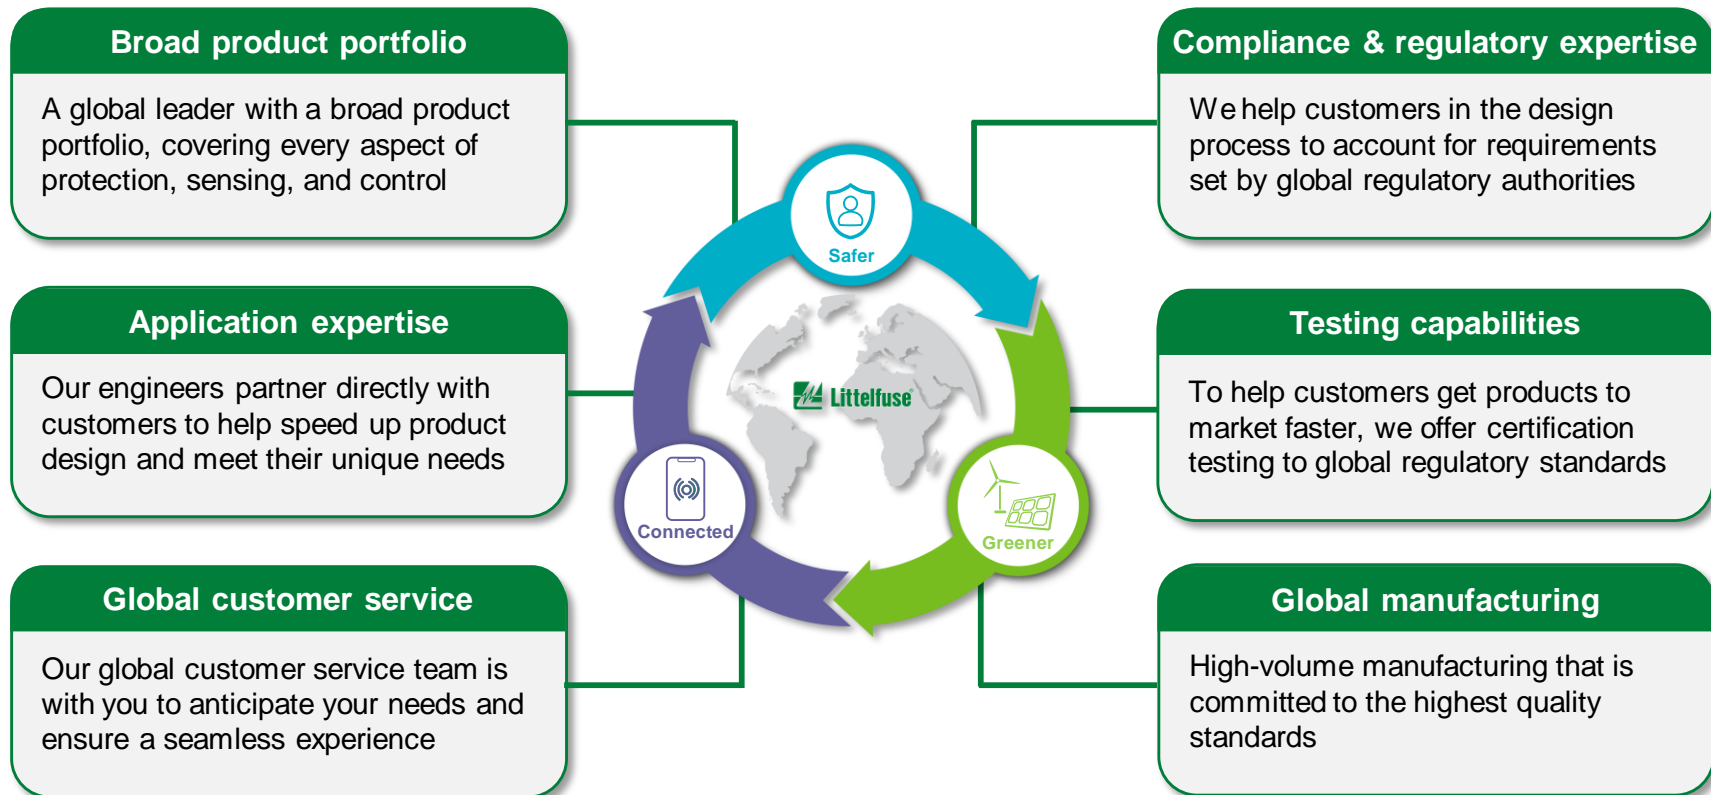 Broad product portfolio
A global leader with a broad product
portfolio, covering every aspect of
protection, sensing, and control
Application expertise
Our engineers partner directly with
customers to help speed up product
design and meet their unique needs
Global customer service
Our global customer service team is
with you to anticipate your needs and
ensure a seamless experience
Safer
Littelfuse®
Connected
Greener
Compliance & regulatory expertise
We help customers in the design
process to account for requirements
set by global regulatory authorities
Testing capabilities
To help customers get products to
market faster, we offer certification
testing to global regulatory standards
Global manufacturing
High-volume manufacturing that is
committed to the highest quality
standards